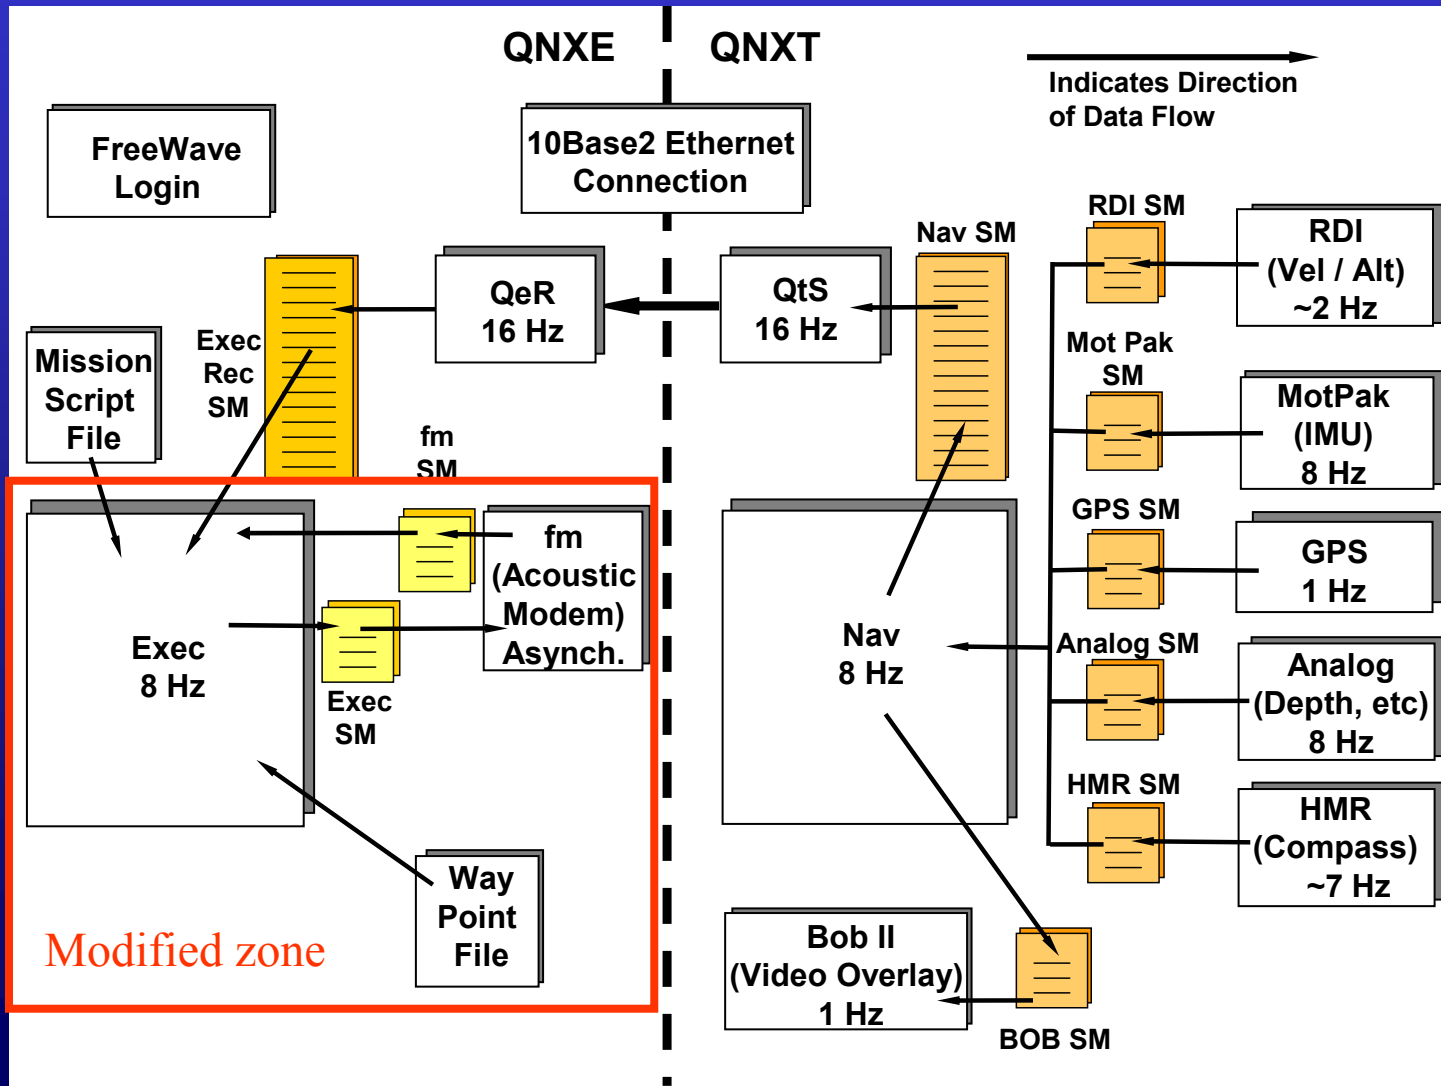 QNXE
QNXT
Indicates Direction
of Data Flow
FreeWave
Login
10Base2 Ethernet
Connection
RDI SM
RDI
(Vel / Alt)
~2 Hz
Nav SM
QeR
16 Hz
QtS
16 Hz
Exec
Rec
SM
Mission
Script
File
Mot Pak
SM
MotPak
(IMU)
8 Hz
fm
SM
GPS SM
GPS
1 Hz
fm
(Acoustic
Modem)
Asynch.
Exec
8 Hz
Exec
SM
Nav
8 Hz
Analog SM
Analog
(Depth, etc)
8 Hz
HMR SM
HMR
(Compass)
~7 Hz
Way
Point
File
Modified zone
Bob II
(Video Overlay)
1 Hz
BOB SM